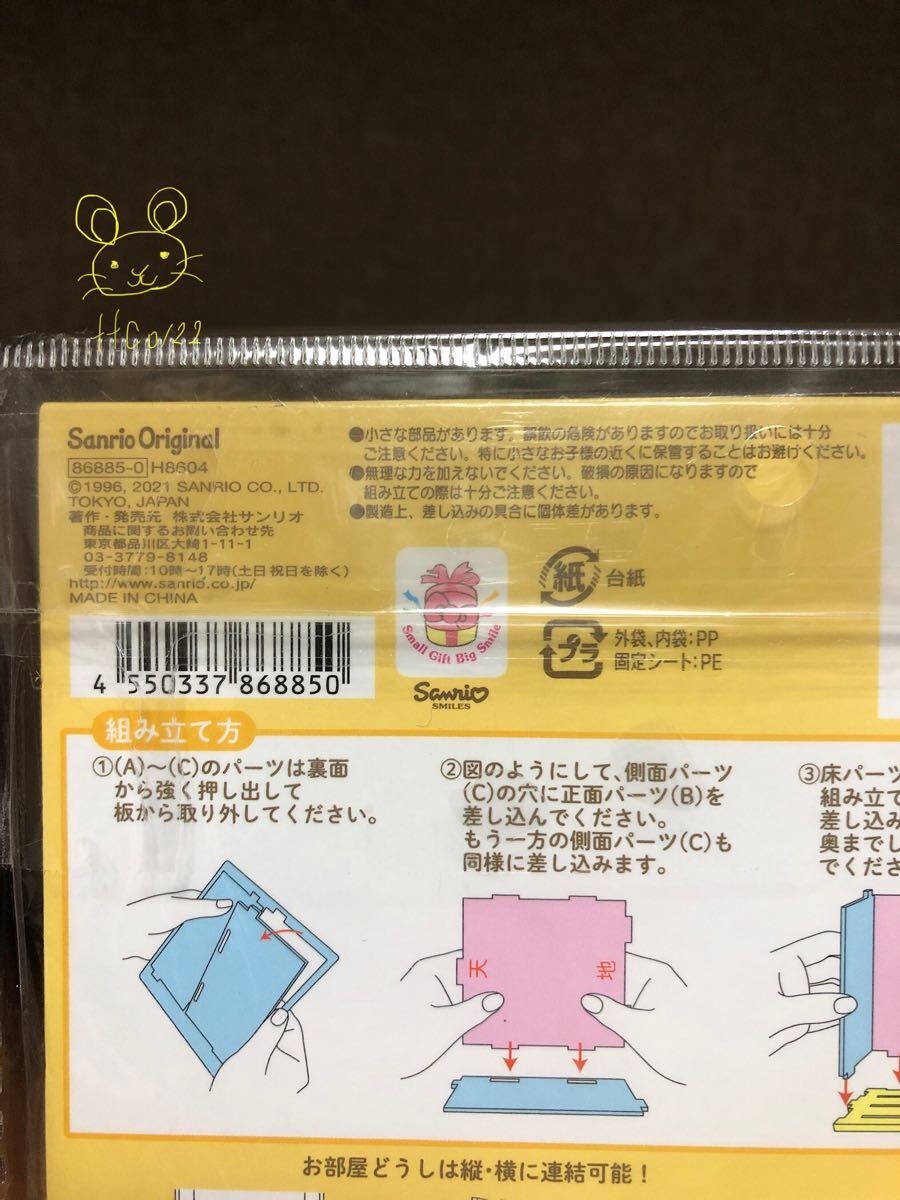 HCo122
Sanrio Original
86885-0 H8604
©1996, 2021 SANRIO CO., LTD.
TOKYO, JAPAN
著作・発売元 株式会社サンリオ
商品に関するお問い合わせ先
東京都品川区大崎1-11-1
03-3779-8148
受付時間:10時〜17時(土日祝日を除く)
http://www.sanrio.co.jp/
MADE IN CHINA
●小さな部品があります。誤飲の危険がありますのでお取り扱いには十分
ご注意ください。特に小さなお子様の近くに保管することはお避けください。
●無理な力を加えないでください。破損の原因になりますので
組み立ての際は十分ご注意ください。
●製造上、差し込みの具合に個体差があります。
Small Gift Big Smile
Sanrio
SMILES
紙 台紙
プラ 外袋、内袋:PP
固定シート:PE
4 550337 868850
組み立て方
①(A)〜(C)のパーツは裏面
から強く押し出して
板から取り外してください。
②図のようにして、側面パーツ
(C)の穴に正面パーツ(B)を
差し込んでください。
もう一方の側面パーツ(C)も
同様に差し込みます。
③床パーツ
組み立て
差し込み
奥までし
でくださ
天
地
お部屋どうしは縦・横に連結可能!